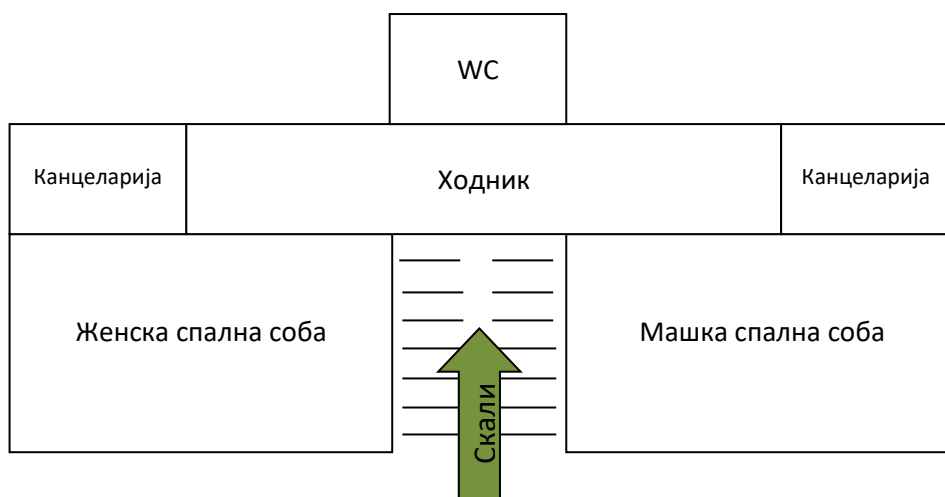 WC
Канцеларија
Ходник
Канцеларија
Женска спална соба
Машка спална соба
Скали